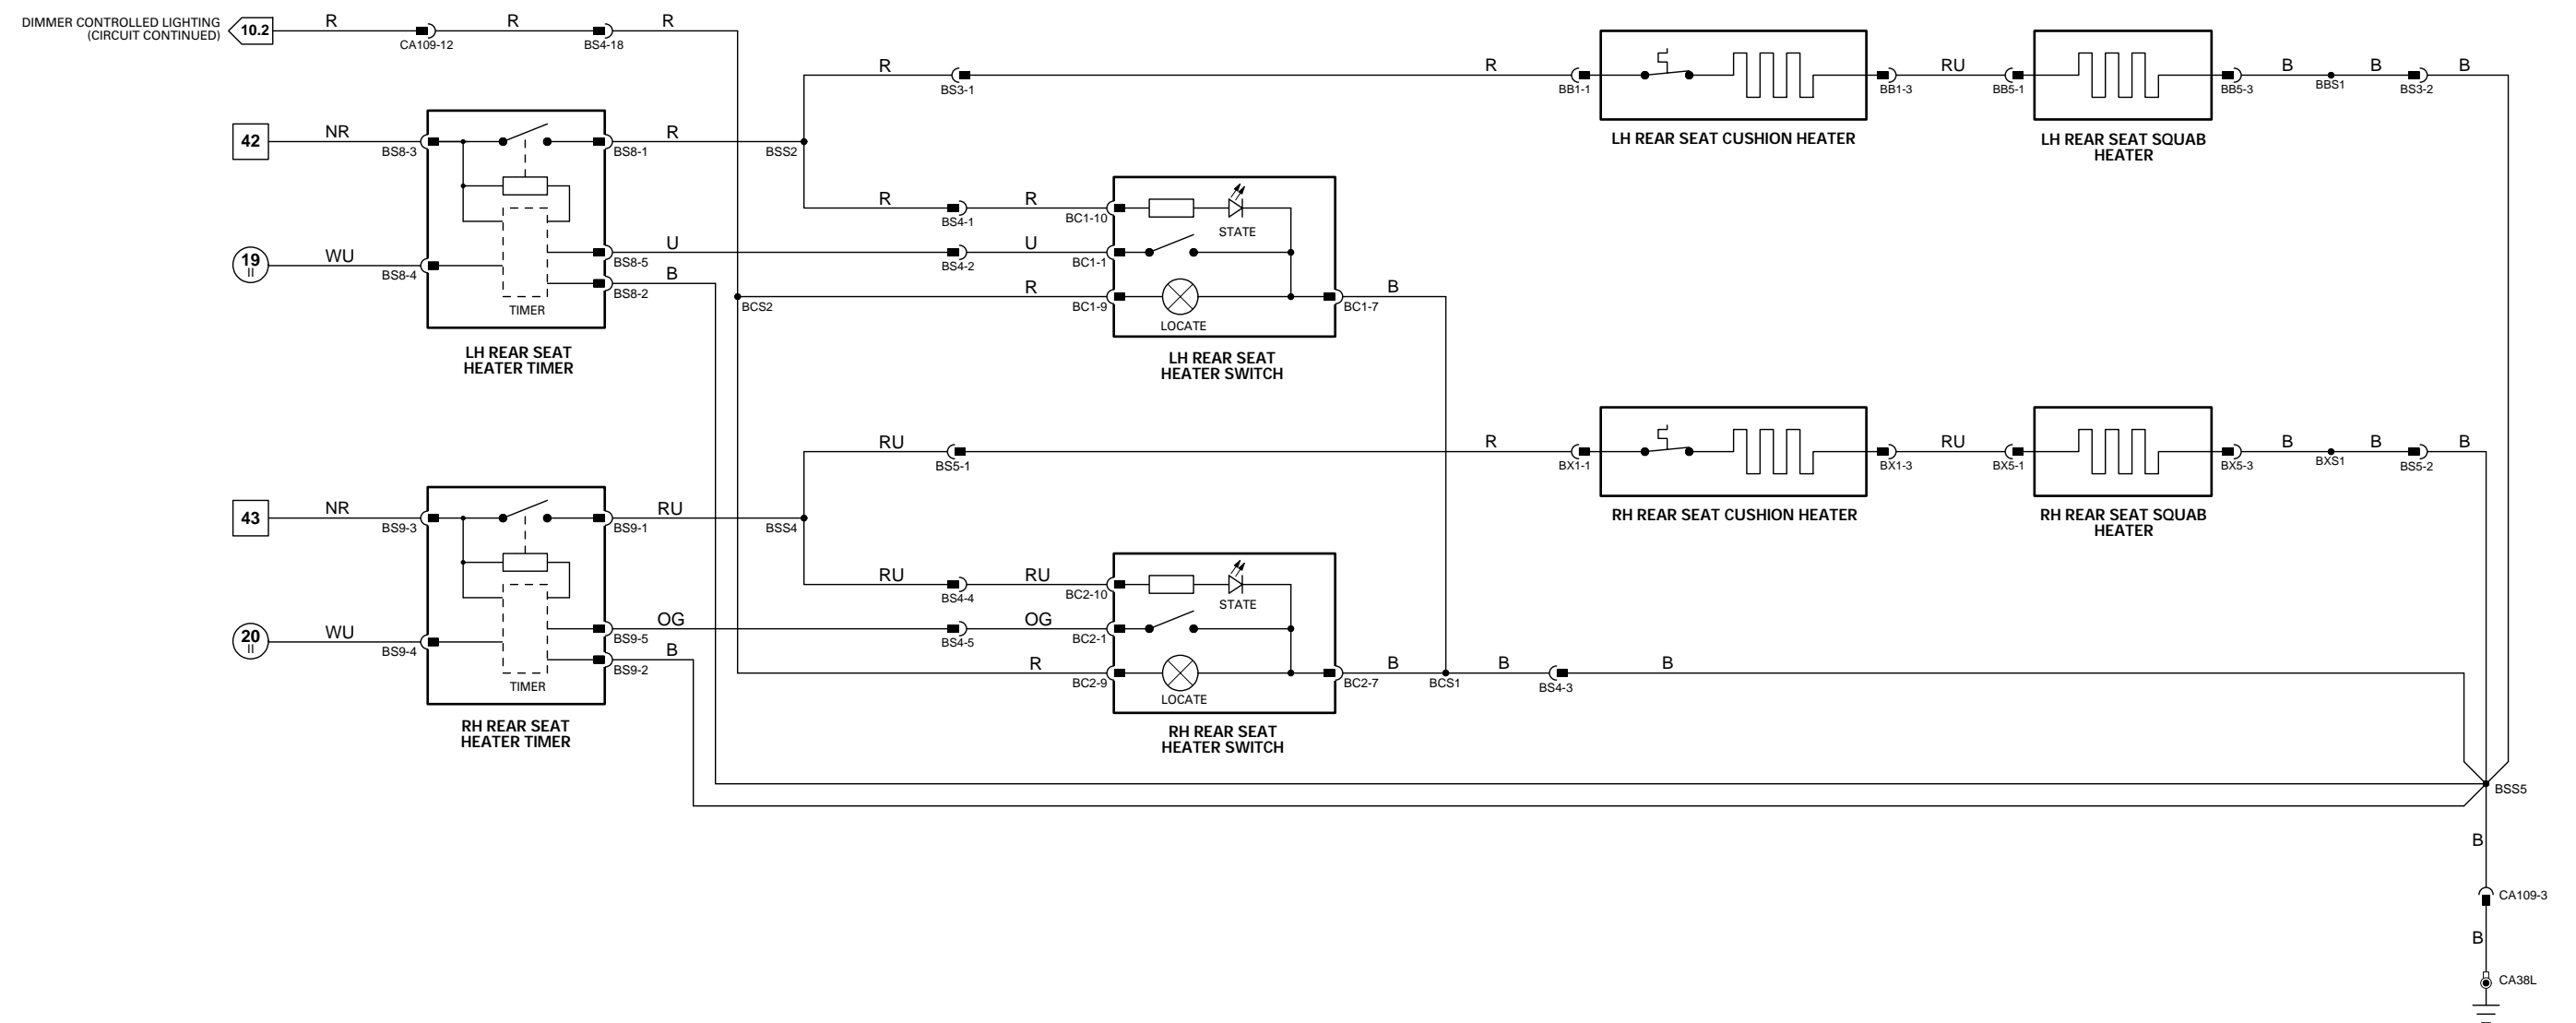 DIMMER CONTROLLED LIGHTING
(CIRCUIT CONTINUED)
10.2
R
CA109-12
R
BS4-18
R
R
BS3-1
R
BB1-1
BB1-3
RU
BB5-1
BB5-3
B
BBS1
B
BS3-2
B
LH REAR SEAT CUSHION HEATER
LH REAR SEAT SQUAB
HEATER
42
NR
BS8-3
BS8-1
R
BSS2
19
II
WU
BS8-4
BS8-5
U
BS8-2
B
TIMER
LH REAR SEAT
HEATER TIMER
BCS2
R
BS4-1
R
BC1-10
STATE
BS4-2
U
BC1-1
R
BC1-9
LOCATE
BC1-7
B
LH REAR SEAT
HEATER SWITCH
RU
BS5-1
R
BX1-1
BX1-3
RU
BX5-1
BX5-3
B
BXS1
B
BS5-2
B
RH REAR SEAT CUSHION HEATER
RH REAR SEAT SQUAB
HEATER
43
NR
BS9-3
BS9-1
RU
BSS4
20
II
WU
BS9-4
BS9-5
OG
BS9-2
B
TIMER
RH REAR SEAT
HEATER TIMER
RU
BS4-4
RU
BC2-10
STATE
BS4-5
OG
BC2-1
R
BC2-9
LOCATE
BC2-7
B
BCS1
B
BS4-3
B
RH REAR SEAT
HEATER SWITCH
BSS5
B
CA109-3
B
CA38L